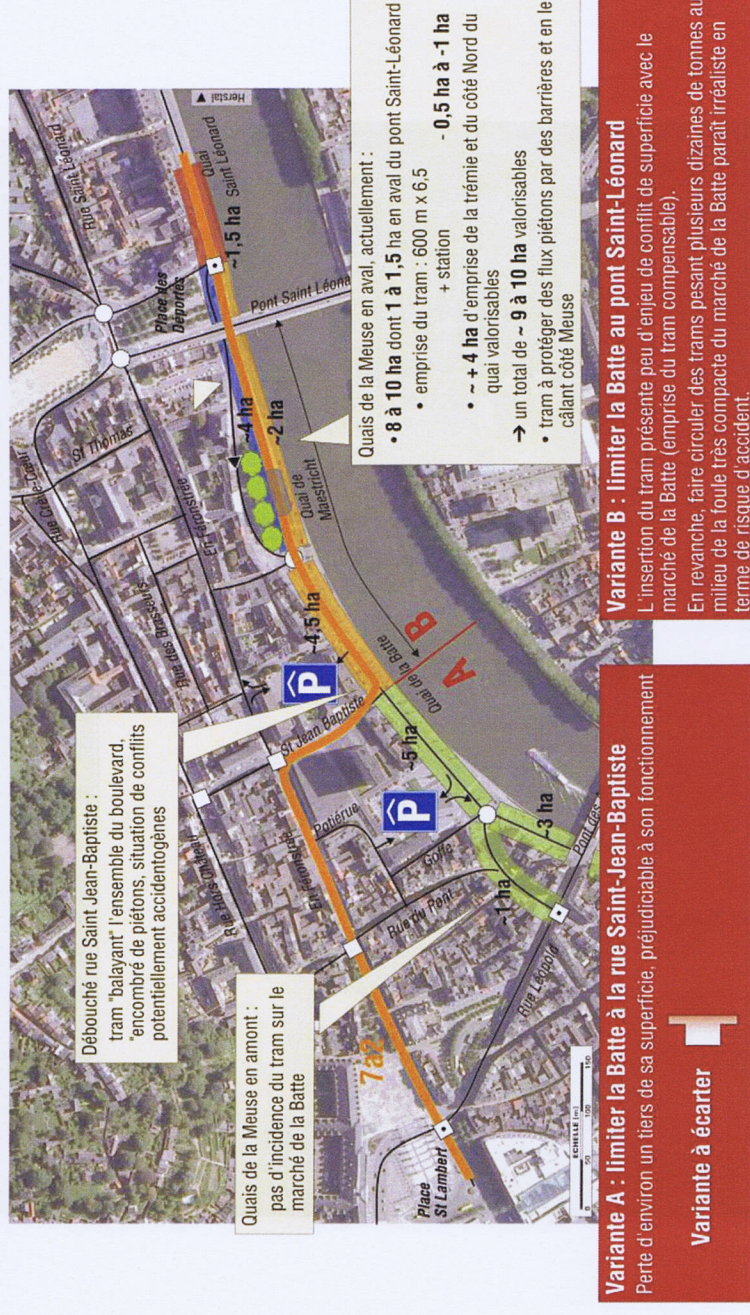 Débouché rue Saint Jean-Baptiste :
tram "balayant" l'ensemble du boulevard,
"encombré de piétons, situation de conflits
potentiellement accidentogènes
Quais de la Meuse en amont :
pas d'incidence du tram sur le
marché de la Batte
Quais de la Meuse en aval, actuellement :
• 8 à 10 ha dont 1 à 1,5 ha en aval du pont Saint-Léonard
• emprise du tram : 600 m x 6,5
+ station
- 0,5 ha à -1 ha
• ~ + 4 ha d'emprise de la trémie et du côté Nord du
quai valorisables
→ un total de ~ 9 à 10 ha valorisables
• tram à protéger des flux piétons par des barrières et en le
câlant côté Meuse
Herstal
Rue Saint Léonard
Quai
Saint Léonard
~1,5 ha
Place des
Déportés
Pont Saint Léona
St Thomas
En Féronstrée
Rue des Brasseurs
~4 ha
~2 ha
Quai de
Maestricht
~4,5 ha
P
St Jean Baptiste
Quai de la Batte
A
B
Rue Hors Château
En Féronstrée
Potiérue
P
~5 ha
Goffe
Rue du Pont
~3 ha
~1 ha
Pont des
Rue Léopold
7a2
Place
St Lambert
ECHELLE [m]
0 50 100 150
Variante A : limiter la Batte à la rue Saint-Jean-Baptiste
Perte d'environ un tiers de sa superficie, préjudiciable à son fonctionnement
Variante à écarter
Variante B : limiter la Batte au pont Saint-Léonard
L'insertion du tram présente peu d'enjeu de conflit de superficie avec le
marché de la Batte (emprise du tram compensable).
En revanche, faire circuler des trams pesant plusieurs dizaines de tonnes au
milieu de la foule très compacte du marché de la Batte paraît irréaliste en
terme de risque d'accident.